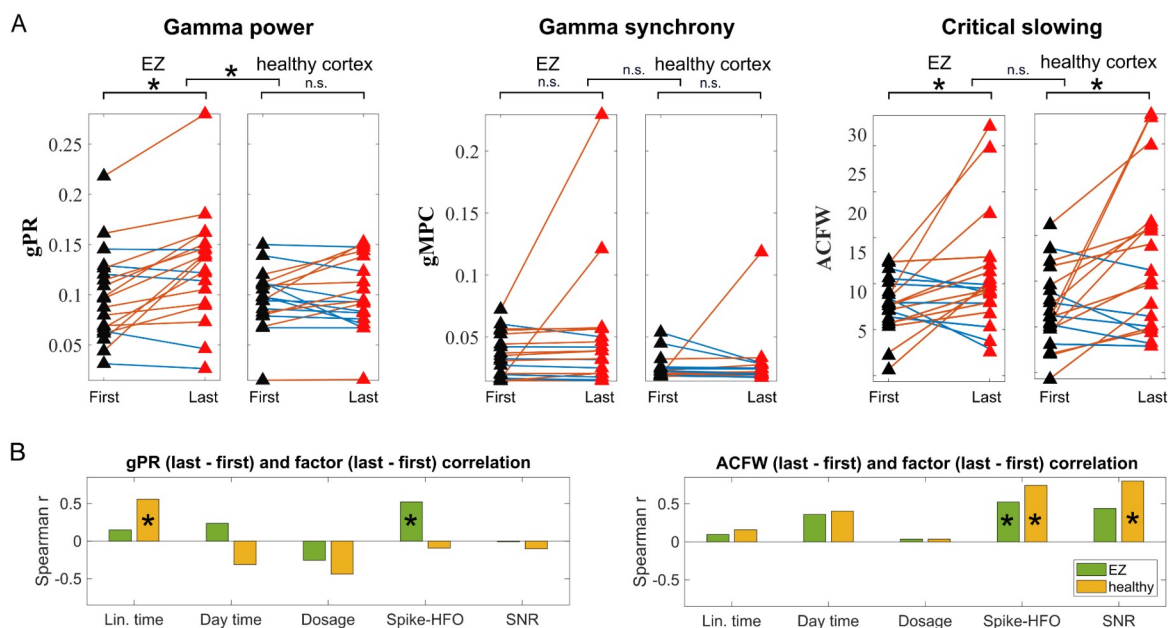 A
Gamma power
Gamma synchrony
Critical slowing
EZ * healthy cortex
* n.s.
EZ n.s. healthy cortex
n.s. n.s.
EZ n.s. healthy cortex
* *
gPR
0.25
0.2
0.15
0.1
0.05
First Last First Last
gMPC
0.2
0.15
0.1
0.05
First Last First Last
ACFW
30
20
15
10
5
First Last First Last
B
gPR (last - first) and factor (last - first) correlation
Spearman r
0.5
0
-0.5
* *
Lin. time Day time Dosage Spike-HFO SNR
ACFW (last - first) and factor (last - first) correlation
Spearman r
0.5
0
-0.5
* * *
EZ
healthy
Lin. time Day time Dosage Spike-HFO SNR